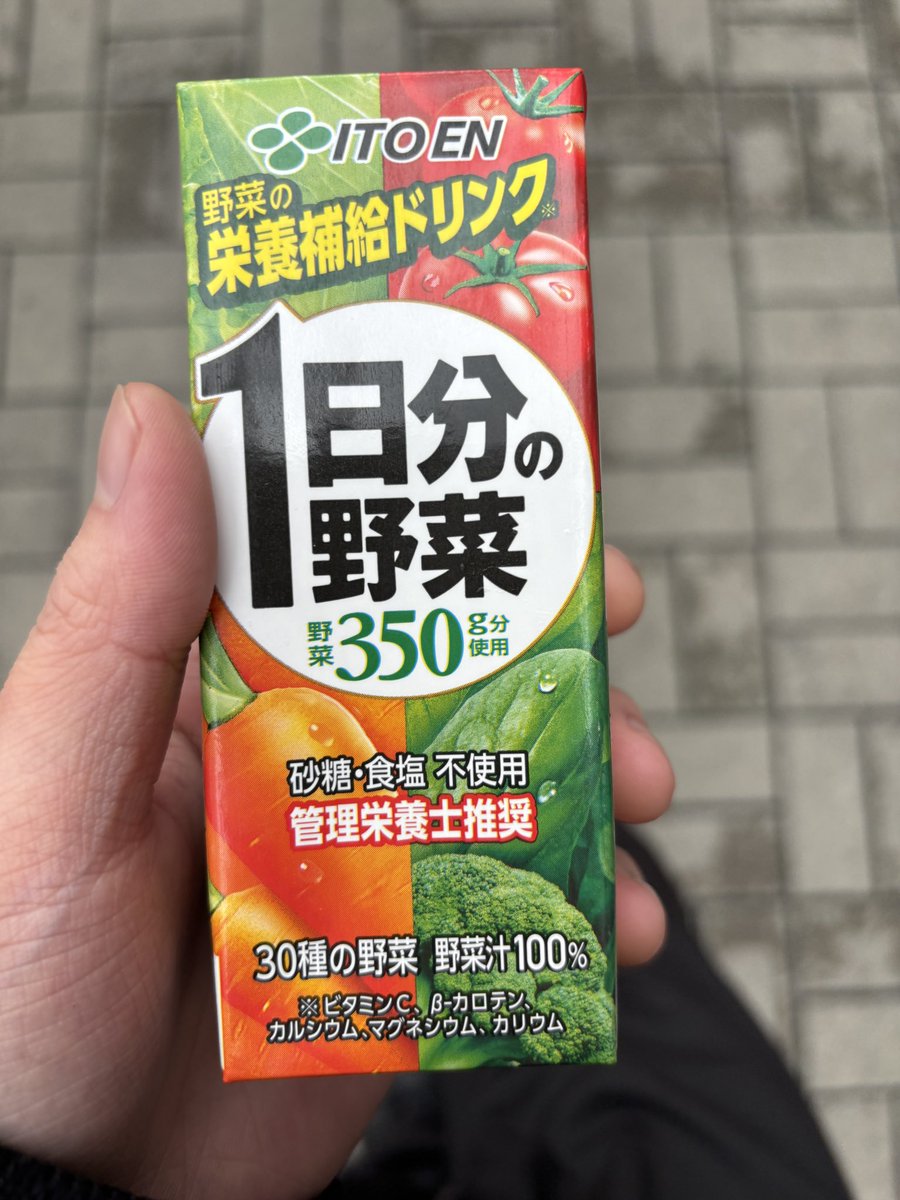 ITO EN
野菜の
栄養補給ドリンク※
1日分の
野菜
野菜350g分使用
砂糖・食塩 不使用
管理栄養士推奨
30種の野菜 野菜汁100%
※ビタミンC、β-カロテン、
カルシウム、マグネシウム、カリウム